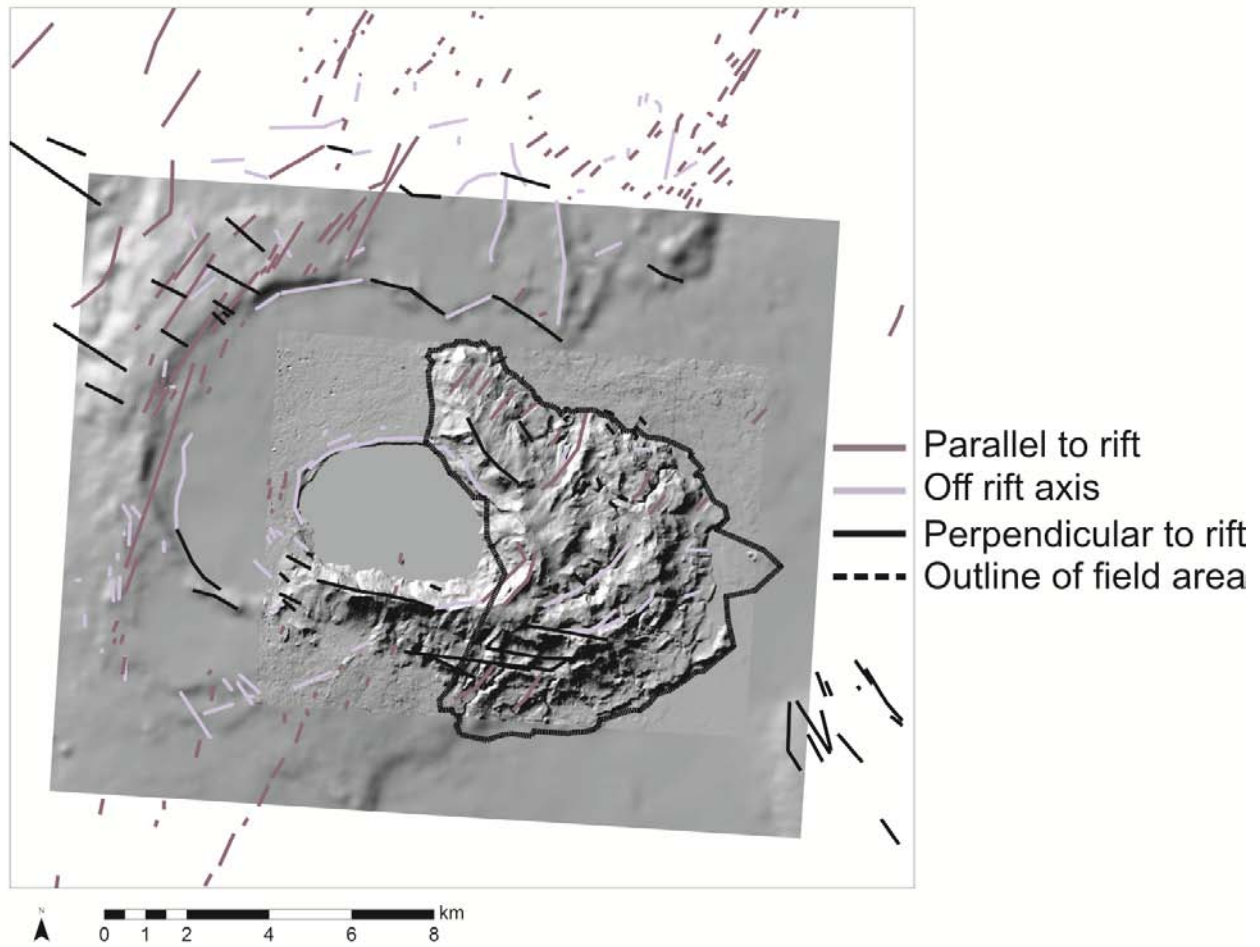 Parallel to rift
Off rift axis
Perpendicular to rift
Outline of field area
N
km
0 1 2 4 6 8